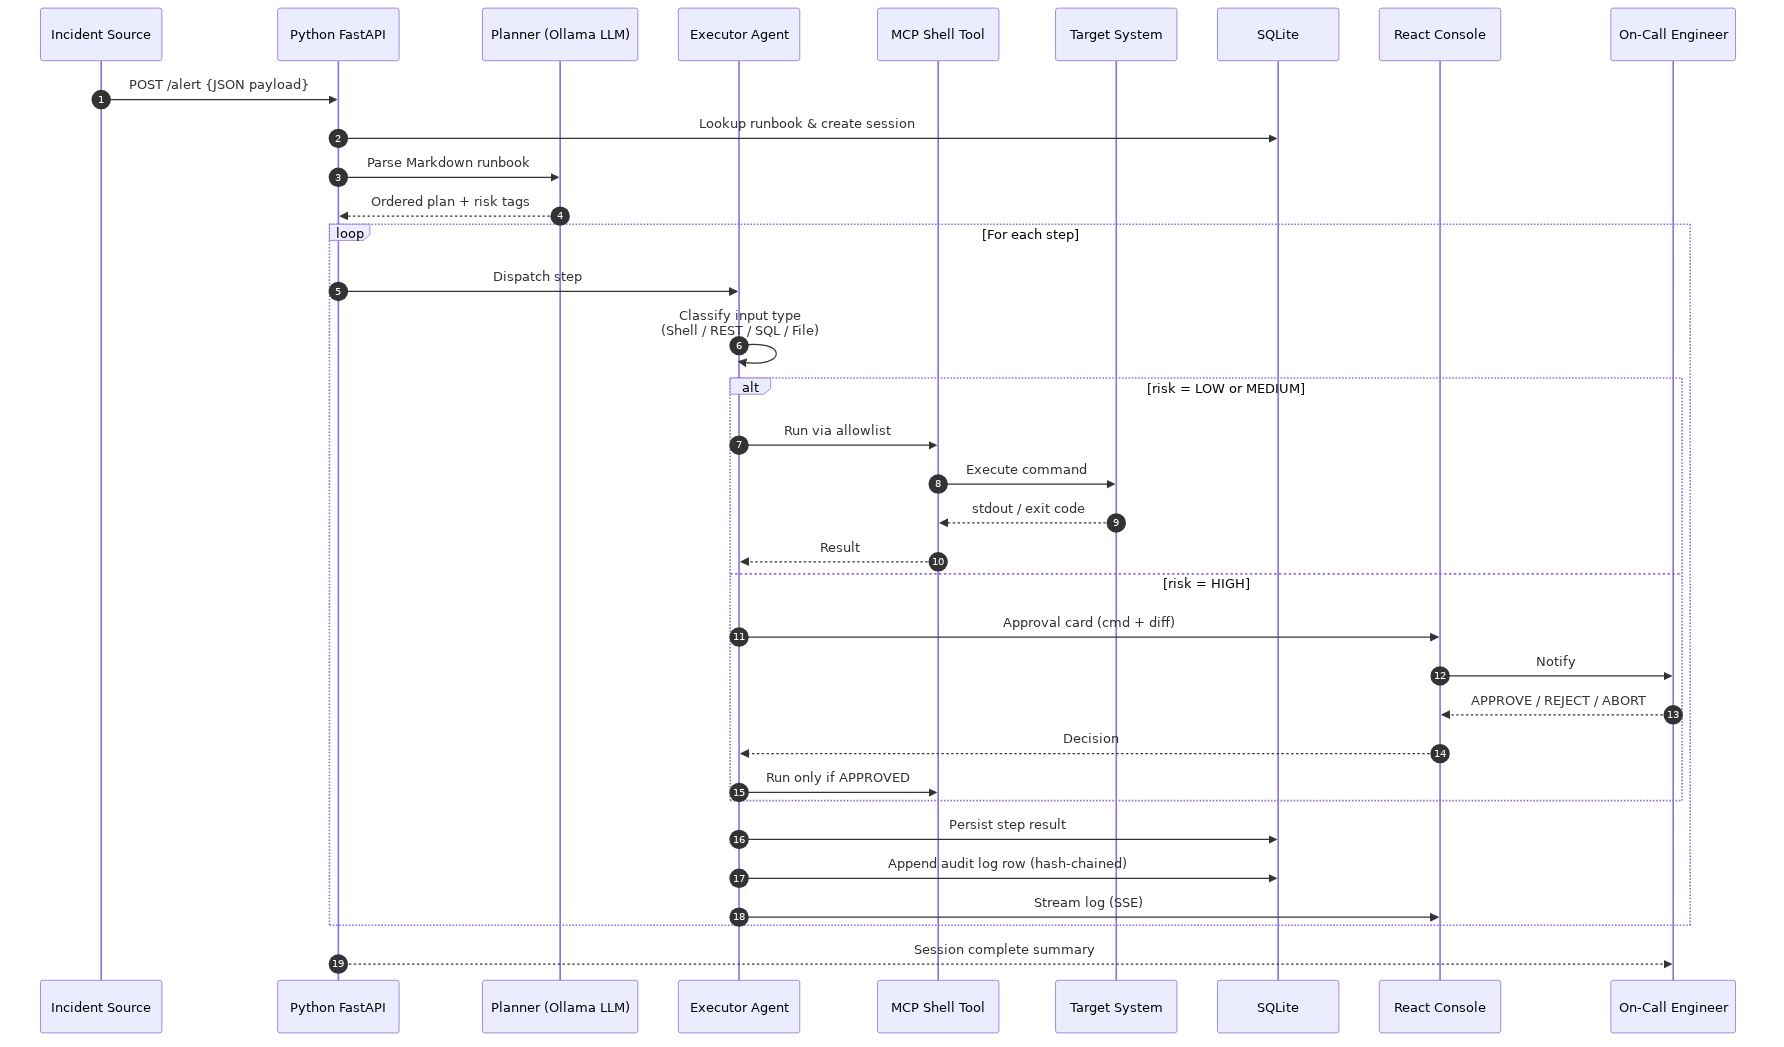 Incident Source
Python FastAPI
Planner (Ollama LLM)
Executor Agent
MCP Shell Tool
Target System
SQLite
React Console
On-Call Engineer
POST /alert {JSON payload}
1
Lookup runbook & create session
2
Parse Markdown runbook
3
Ordered plan + risk tags
4
loop
[For each step]
Dispatch step
5
Classify input type
(Shell / REST / SQL / File)
6
alt
[risk = LOW or MEDIUM]
Run via allowlist
7
Execute command
8
stdout / exit code
9
Result
10
[risk = HIGH]
Approval card (cmd + diff)
11
Notify
12
APPROVE / REJECT / ABORT
13
Decision
14
Run only if APPROVED
15
Persist step result
16
Append audit log row (hash-chained)
17
Stream log (SSE)
18
Session complete summary
19
Incident Source
Python FastAPI
Planner (Ollama LLM)
Executor Agent
MCP Shell Tool
Target System
SQLite
React Console
On-Call Engineer